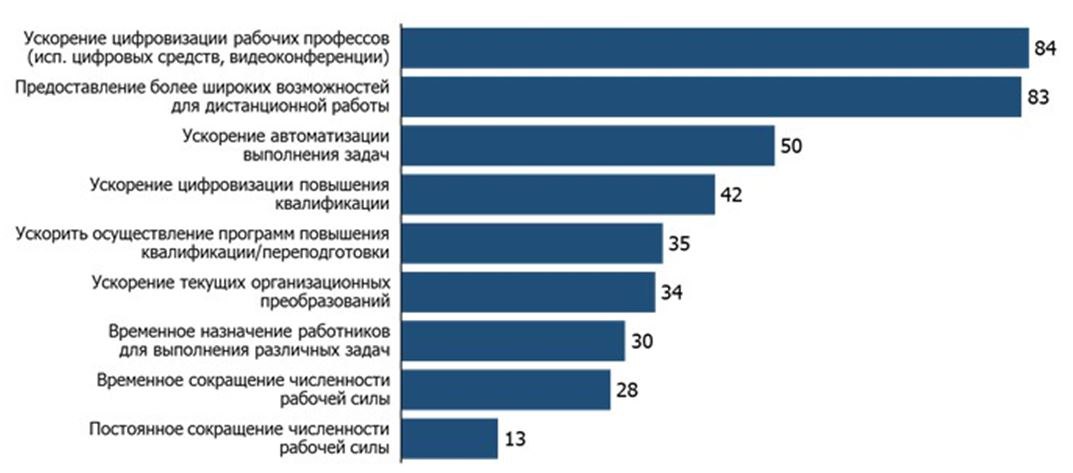 Ускорение цифровизации рабочих профессов
(исп. цифровых средств, видеоконференции)
84
Предоставление более широких возможностей
для дистанционной работы
83
Ускорение автоматизации
выполнения задач
50
Ускорение цифровизации повышения
квалификации
42
Ускорить осуществление программ повышения
квалификации/переподготовки
35
Ускорение текущих организационных
преобразований
34
Временное назначение работников
для выполнения различных задач
30
Временное сокращение численности
рабочей силы
28
Постоянное сокращение численности
рабочей силы
13